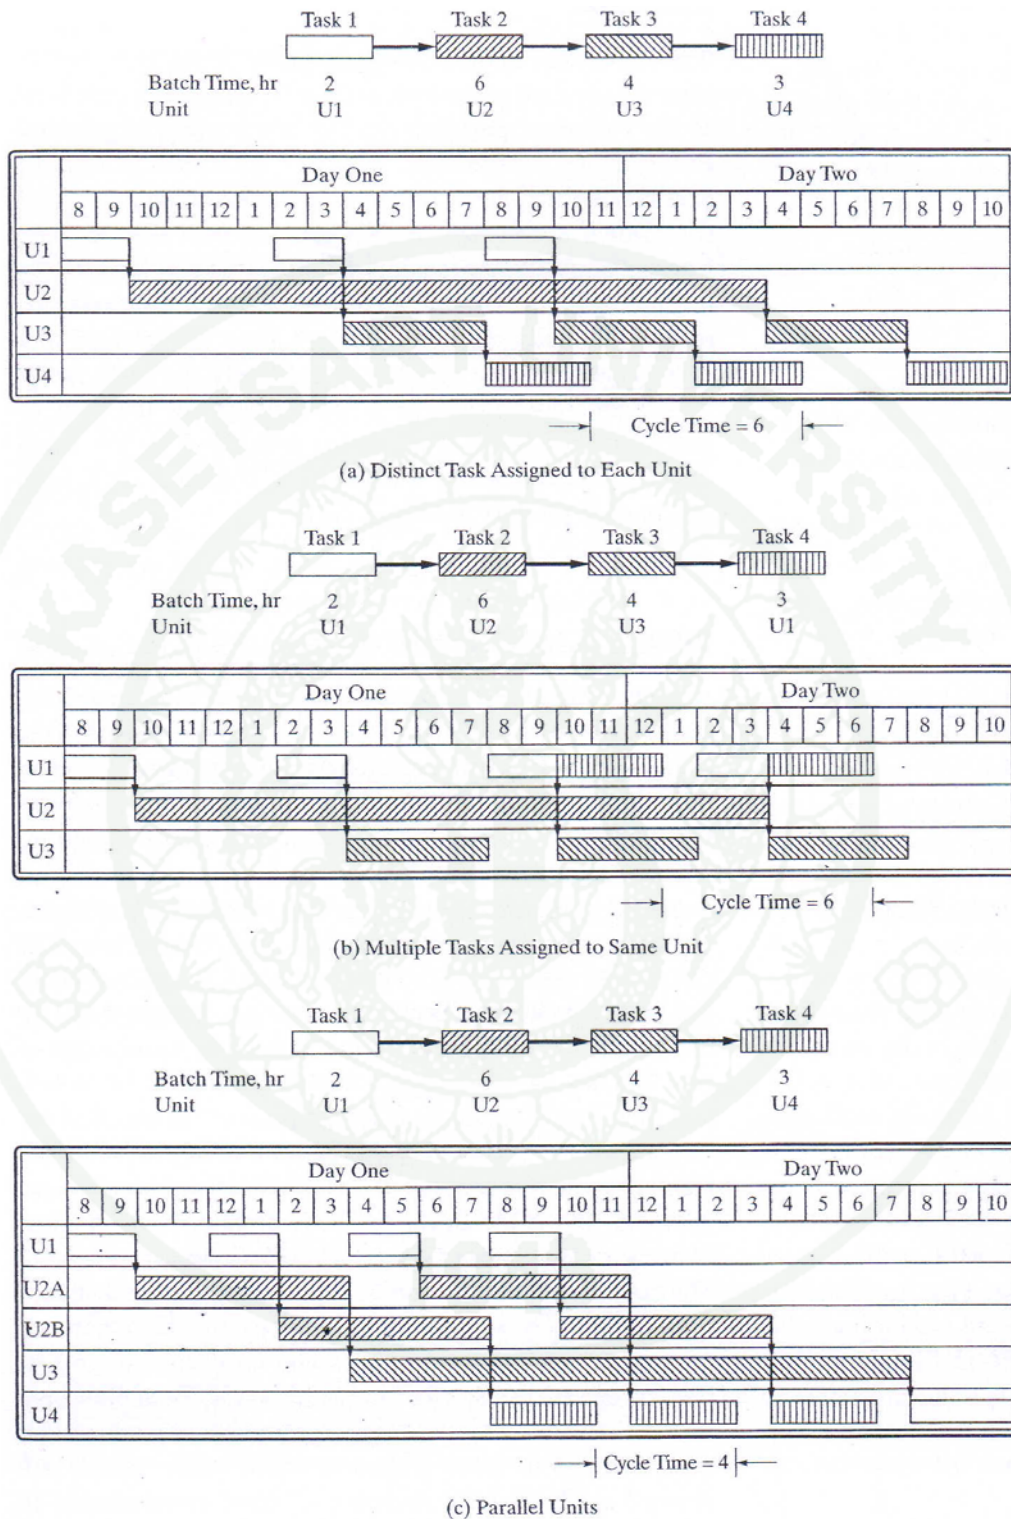 Task 1 Task 2 Task 3 Task 4
Batch Time, hr 2 6 4 3
Unit U1 U2 U3 U4
Day One Day Two
8 9 10 11 12 1 2 3 4 5 6 7 8 9 10 11 12 1 2 3 4 5 6 7 8 9 10
U1
U2
U3
U4
Cycle Time = 6
(a) Distinct Task Assigned to Each Unit
Task 1 Task 2 Task 3 Task 4
Batch Time, hr 2 6 4 3
Unit U1 U2 U3 U1
Day One Day Two
8 9 10 11 12 1 2 3 4 5 6 7 8 9 10 11 12 1 2 3 4 5 6 7 8 9 10
U1
U2
U3
Cycle Time = 6
(b) Multiple Tasks Assigned to Same Unit
Task 1 Task 2 Task 3 Task 4
Batch Time, hr 2 6 4 3
Unit U1 U2 U3 U4
Day One Day Two
8 9 10 11 12 1 2 3 4 5 6 7 8 9 10 11 12 1 2 3 4 5 6 7 8 9 10
U1
U2A
U2B
U3
U4
Cycle Time = 4
(c) Parallel Units
KASETSART UNIVERSITY
1943